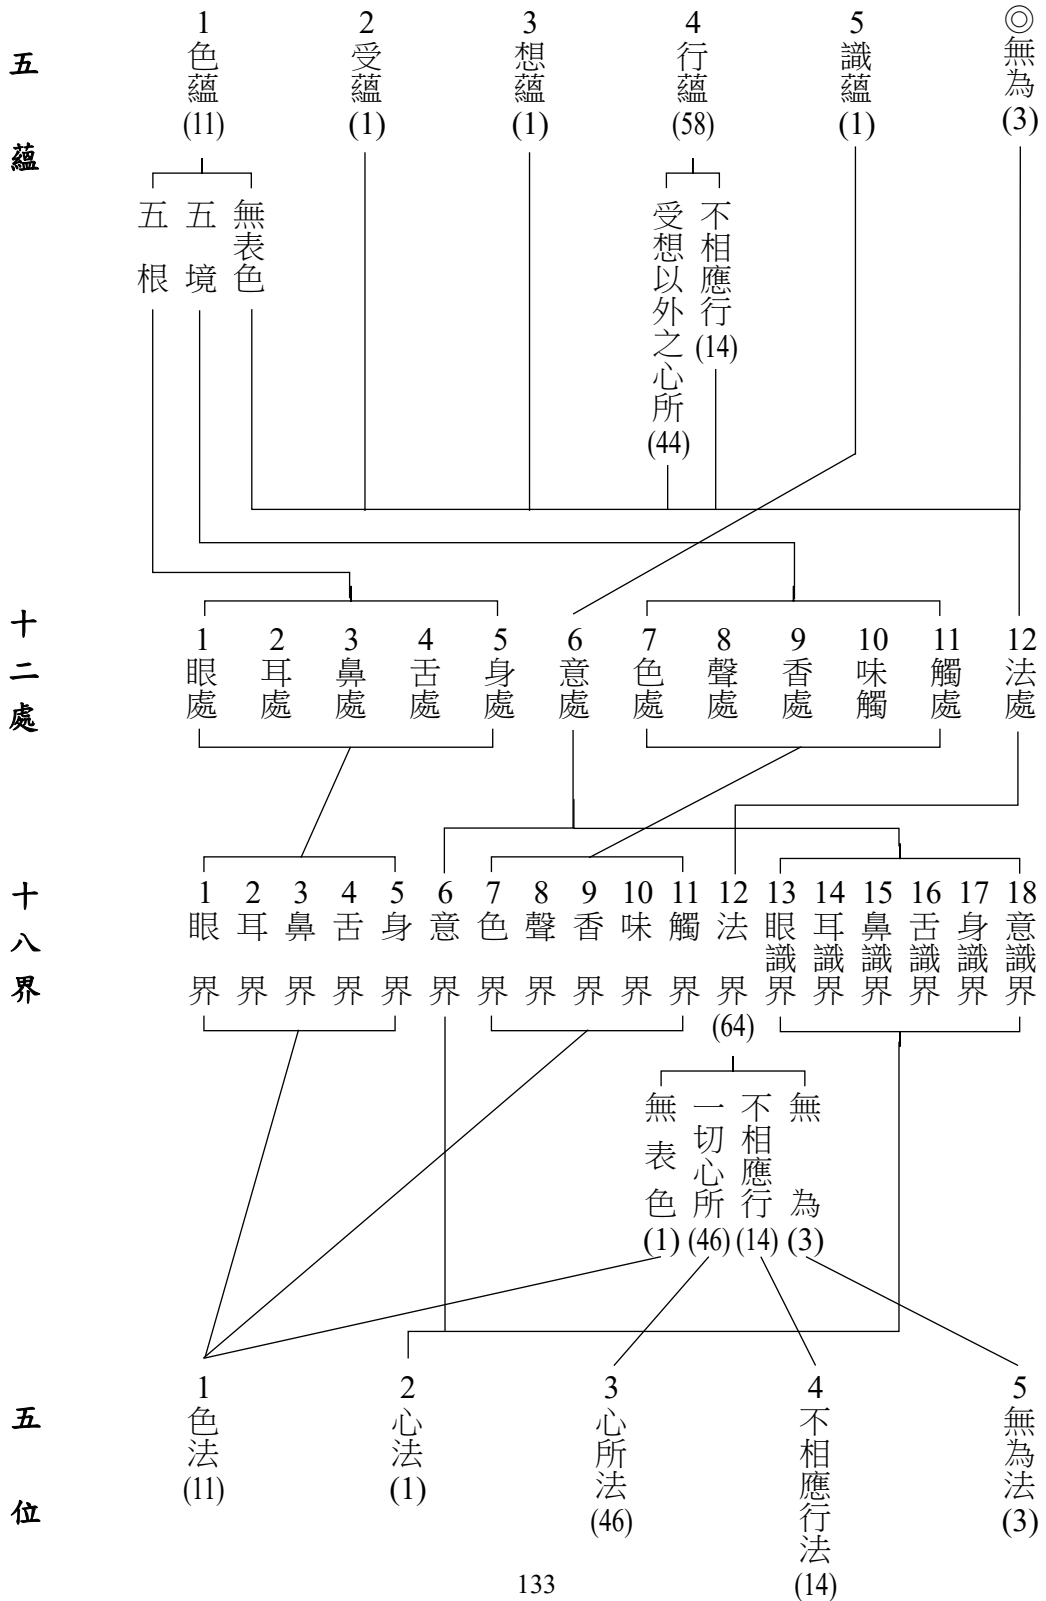 五蘊
1 色蘊 (11)
2 受蘊 (1)
3 想蘊 (1)
4 行蘊 (58)
5 識蘊 (1)
◎無為 (3)
五根
五境
無表色
受想以外之心所 (44)
不相應行 (14)
十二處
1 眼處
2 耳處
3 鼻處
4 舌處
5 身處
6 意處
7 色處
8 聲處
9 香處
10 味觸
11 觸處
12 法處
十八界
1 眼界
2 耳界
3 鼻界
4 舌界
5 身界
6 意界
7 色界
8 聲界
9 香界
10 味界
11 觸界
12 法界 (64)
13 眼識界
14 耳識界
15 鼻識界
16 舌識界
17 身識界
18 意識界
無表色 (1)
一切心所 (46)
不相應行 (14)
無為 (3)
五位
1 色法 (11)
2 心法 (1)
3 心所法 (46)
4 不相應行法 (14)
5 無為法 (3)
133